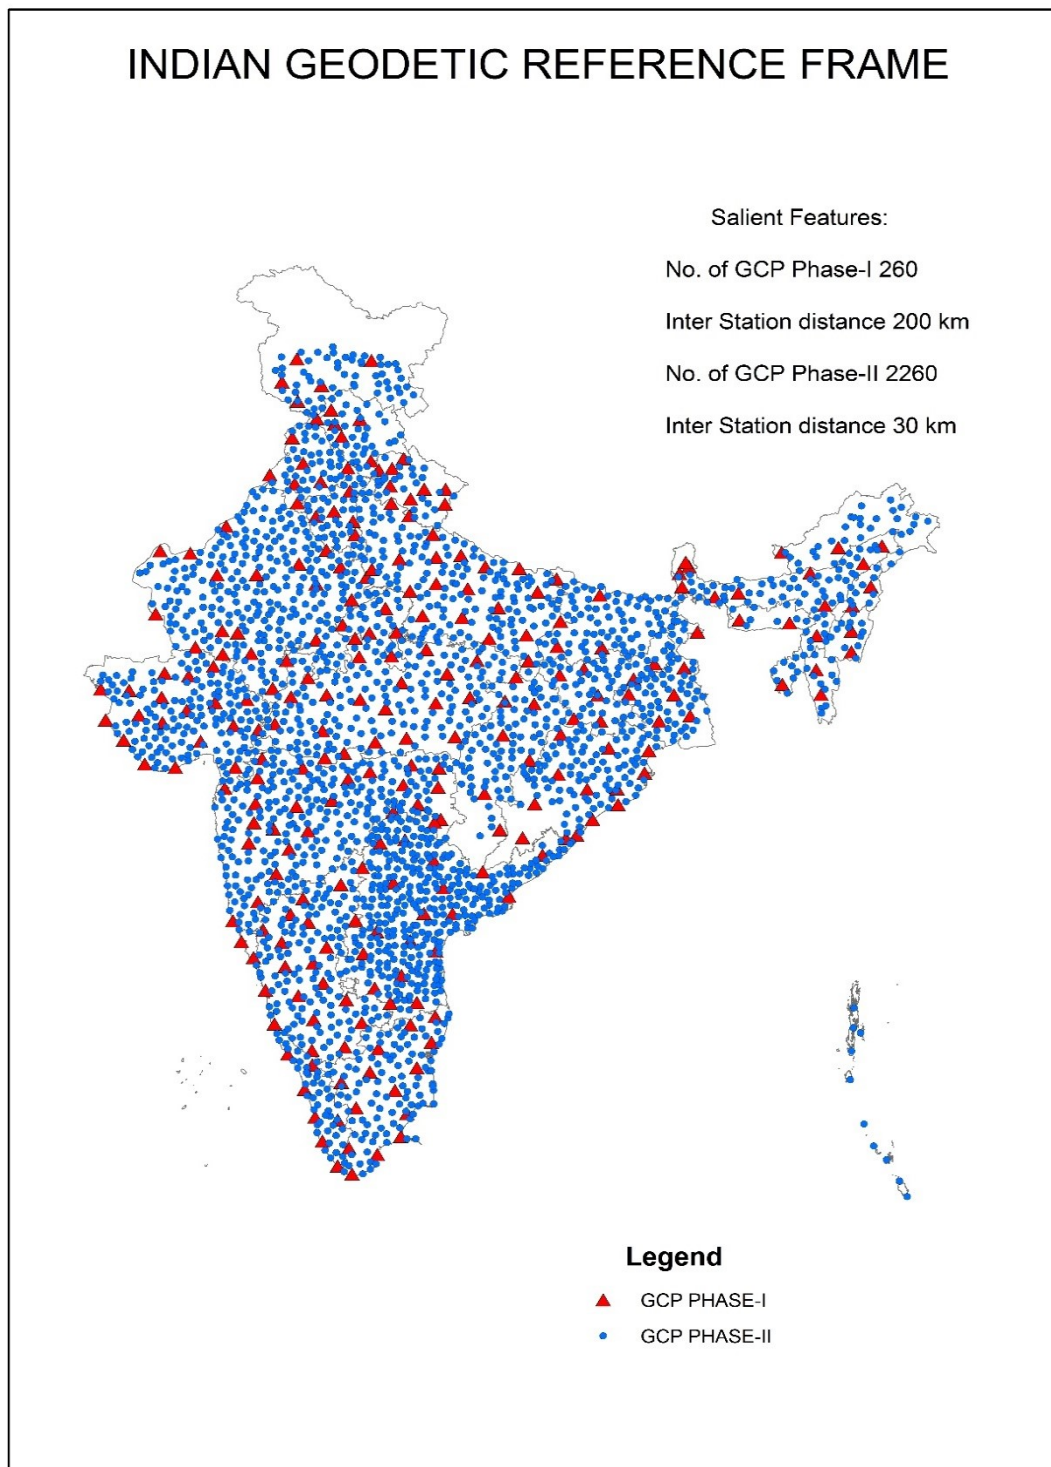 INDIAN GEODETIC REFERENCE FRAME
Salient Features:
No. of GCP Phase-I 260
Inter Station distance 200 km
No. of GCP Phase-II 2260
Inter Station distance 30 km
Legend
GCP PHASE-I
GCP PHASE-II